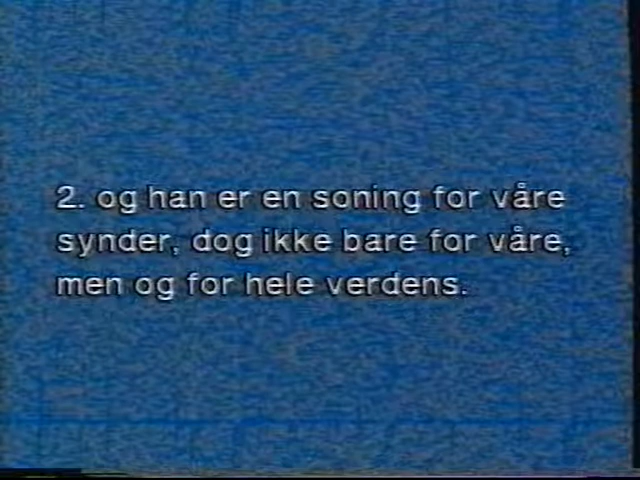 2. og han er en soning for våre
synder, dog ikke bare for våre,
men og for hele verdens.